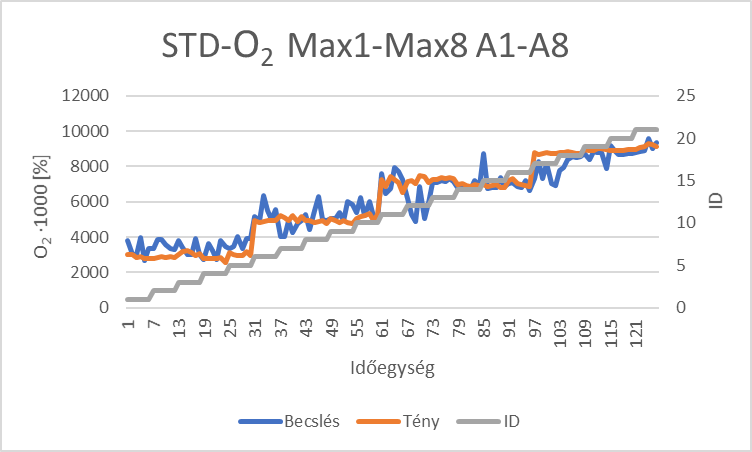 STD-O2 Max1-Max8 A1-A8
12000
10000
8000
6000
4000
2000
0
O2 ·1000 [%]
25
20
15
10
5
0
ID
1 7 13 19 25 31 37 43 49 55 61 67 73 79 85 91 97 103 109 115 121
Időegység
Becslés Tény ID